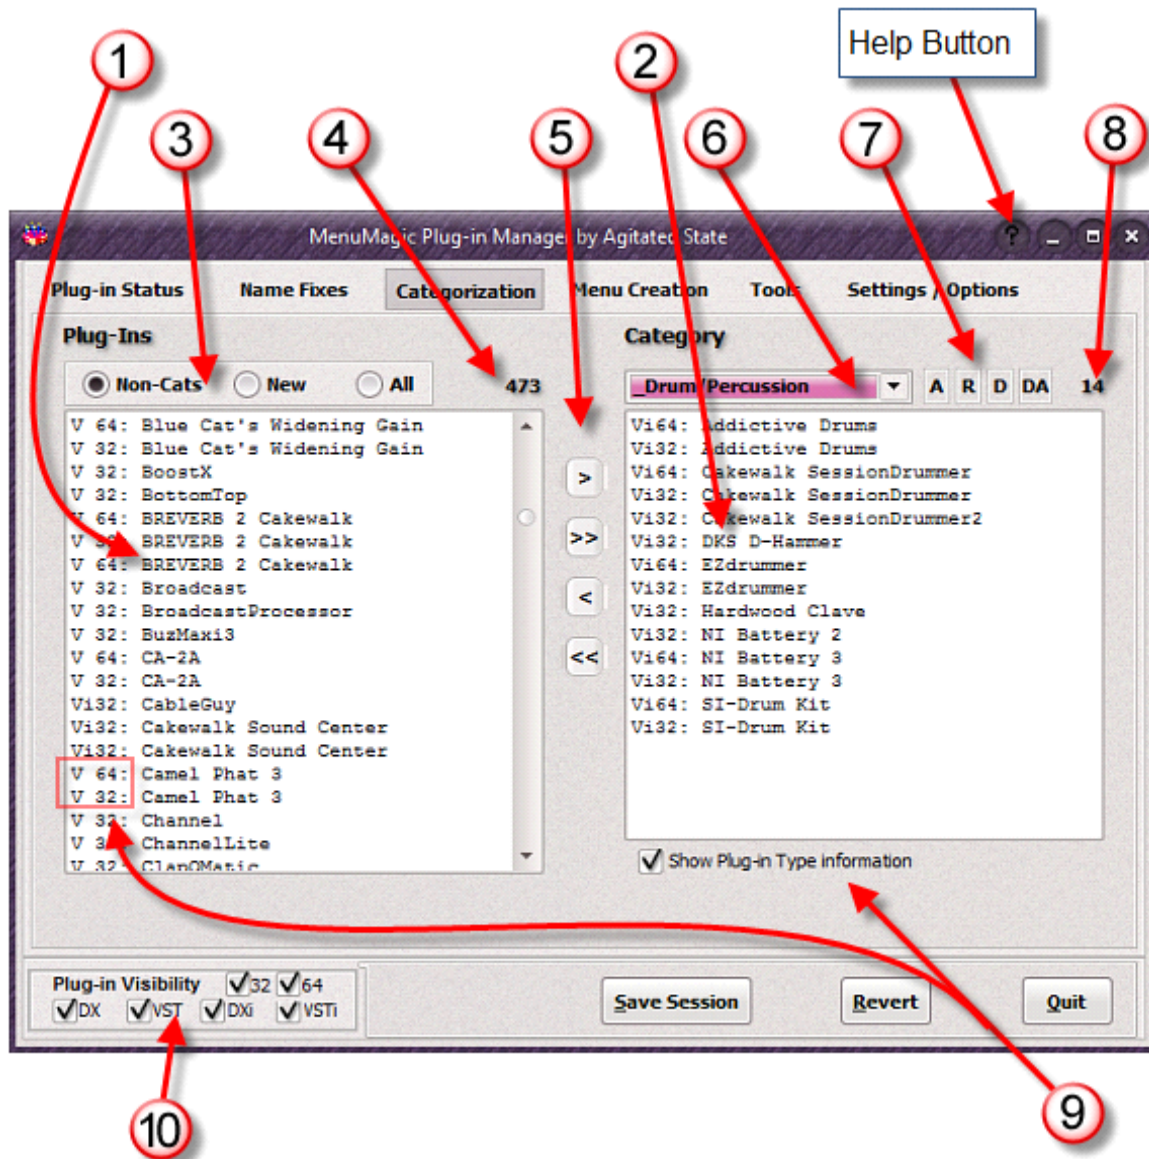 Help Button
1
2
3
4
5
6
7
8
MenuMagic Plug-in Manager by Agitated State
?
Plug-in Status Name Fixes Categorization Menu Creation Tools Settings / Options
Plug-Ins
Category
Non-Cats New All 473
_Drum/Percussion A R D DA 14
V 64: Blue Cat's Widening Gain
V 32: Blue Cat's Widening Gain
V 32: BoostX
V 32: BottomTop
V 64: BREVERB 2 Cakewalk
V 32: BREVERB 2 Cakewalk
V 64: BREVERB 2 Cakewalk
V 32: Broadcast
V 32: BroadcastProcessor
V 32: BuzMaxi3
V 64: CA-2A
V 32: CA-2A
Vi32: CableGuy
Vi32: Cakewalk Sound Center
Vi32: Cakewalk Sound Center
V 64: Camel Phat 3
V 32: Camel Phat 3
V 32: Channel
V 3 ChannelLite
V 32: ClapOMatic
>
>>
<
<<
Vi64: Addictive Drums
Vi32: Addictive Drums
Vi64: Cakewalk SessionDrummer
Vi32: Cakewalk SessionDrummer
Vi32: Cakewalk SessionDrummer2
Vi32: DKS D-Hammer
Vi64: EZdrummer
Vi32: EZdrummer
Vi32: Hardwood Clave
Vi32: NI Battery 2
Vi64: NI Battery 3
Vi32: NI Battery 3
Vi64: SI-Drum Kit
Vi32: SI-Drum Kit
Show Plug-in Type information
Plug-in Visibility 32 64
DX VST DXi VSTi
Save Session Revert Quit
9
10